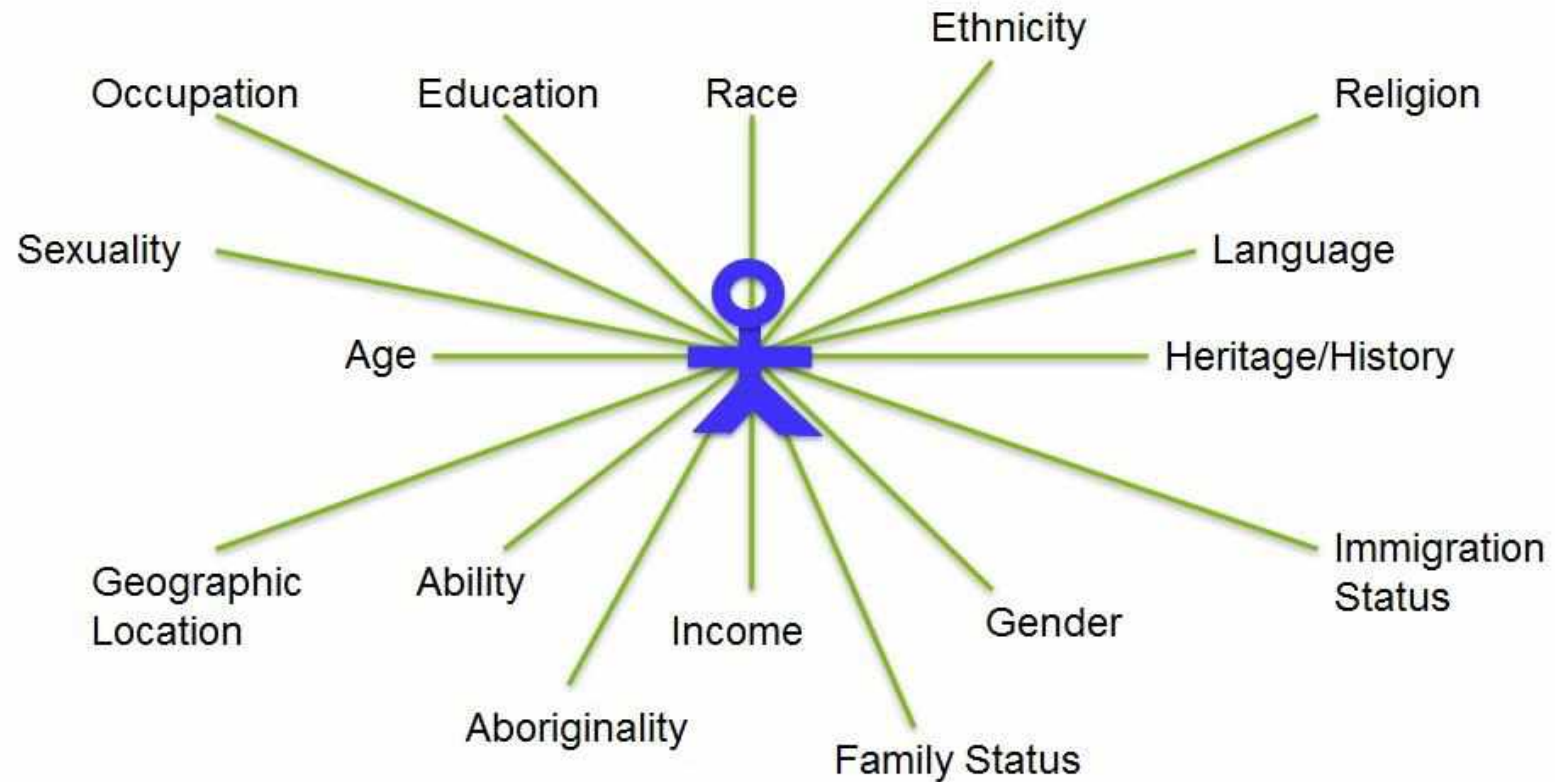 Ethnicity
Occupation
Education
Race
Religion
Sexuality
Language
Age
Heritage/History
Geographic
Location
Ability
Immigration
Status
Income
Gender
Aboriginality
Family Status